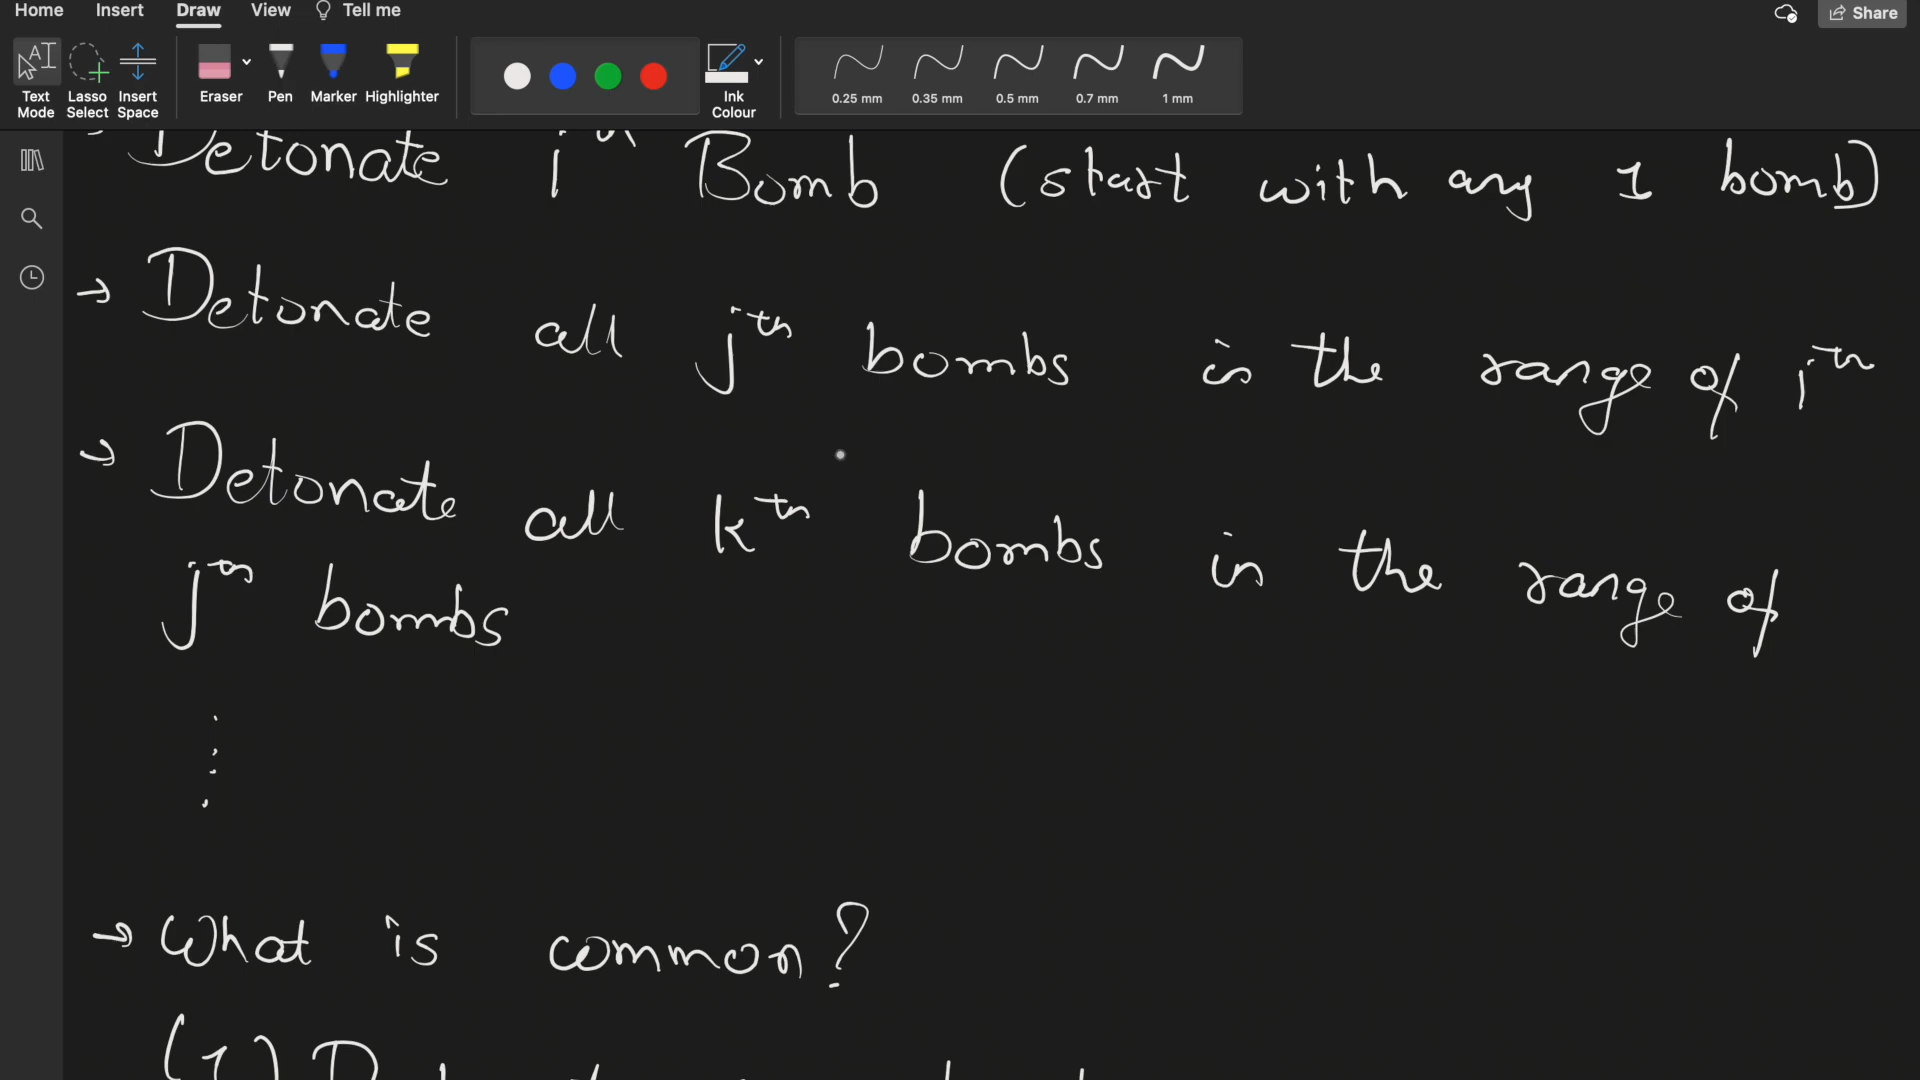 Home Insert Draw View Tell me Share
Text Mode Lasso Select Insert Space Eraser Pen Marker Highlighter Ink Colour 0.25 mm 0.35 mm 0.5 mm 0.7 mm 1 mm
→ Detonate ith Bomb (start with any 1 bomb)
→ Detonate all jth bombs in the range of ith
→ Detonate all kth bombs in the range of
jth bombs
→ What is common?
(1)